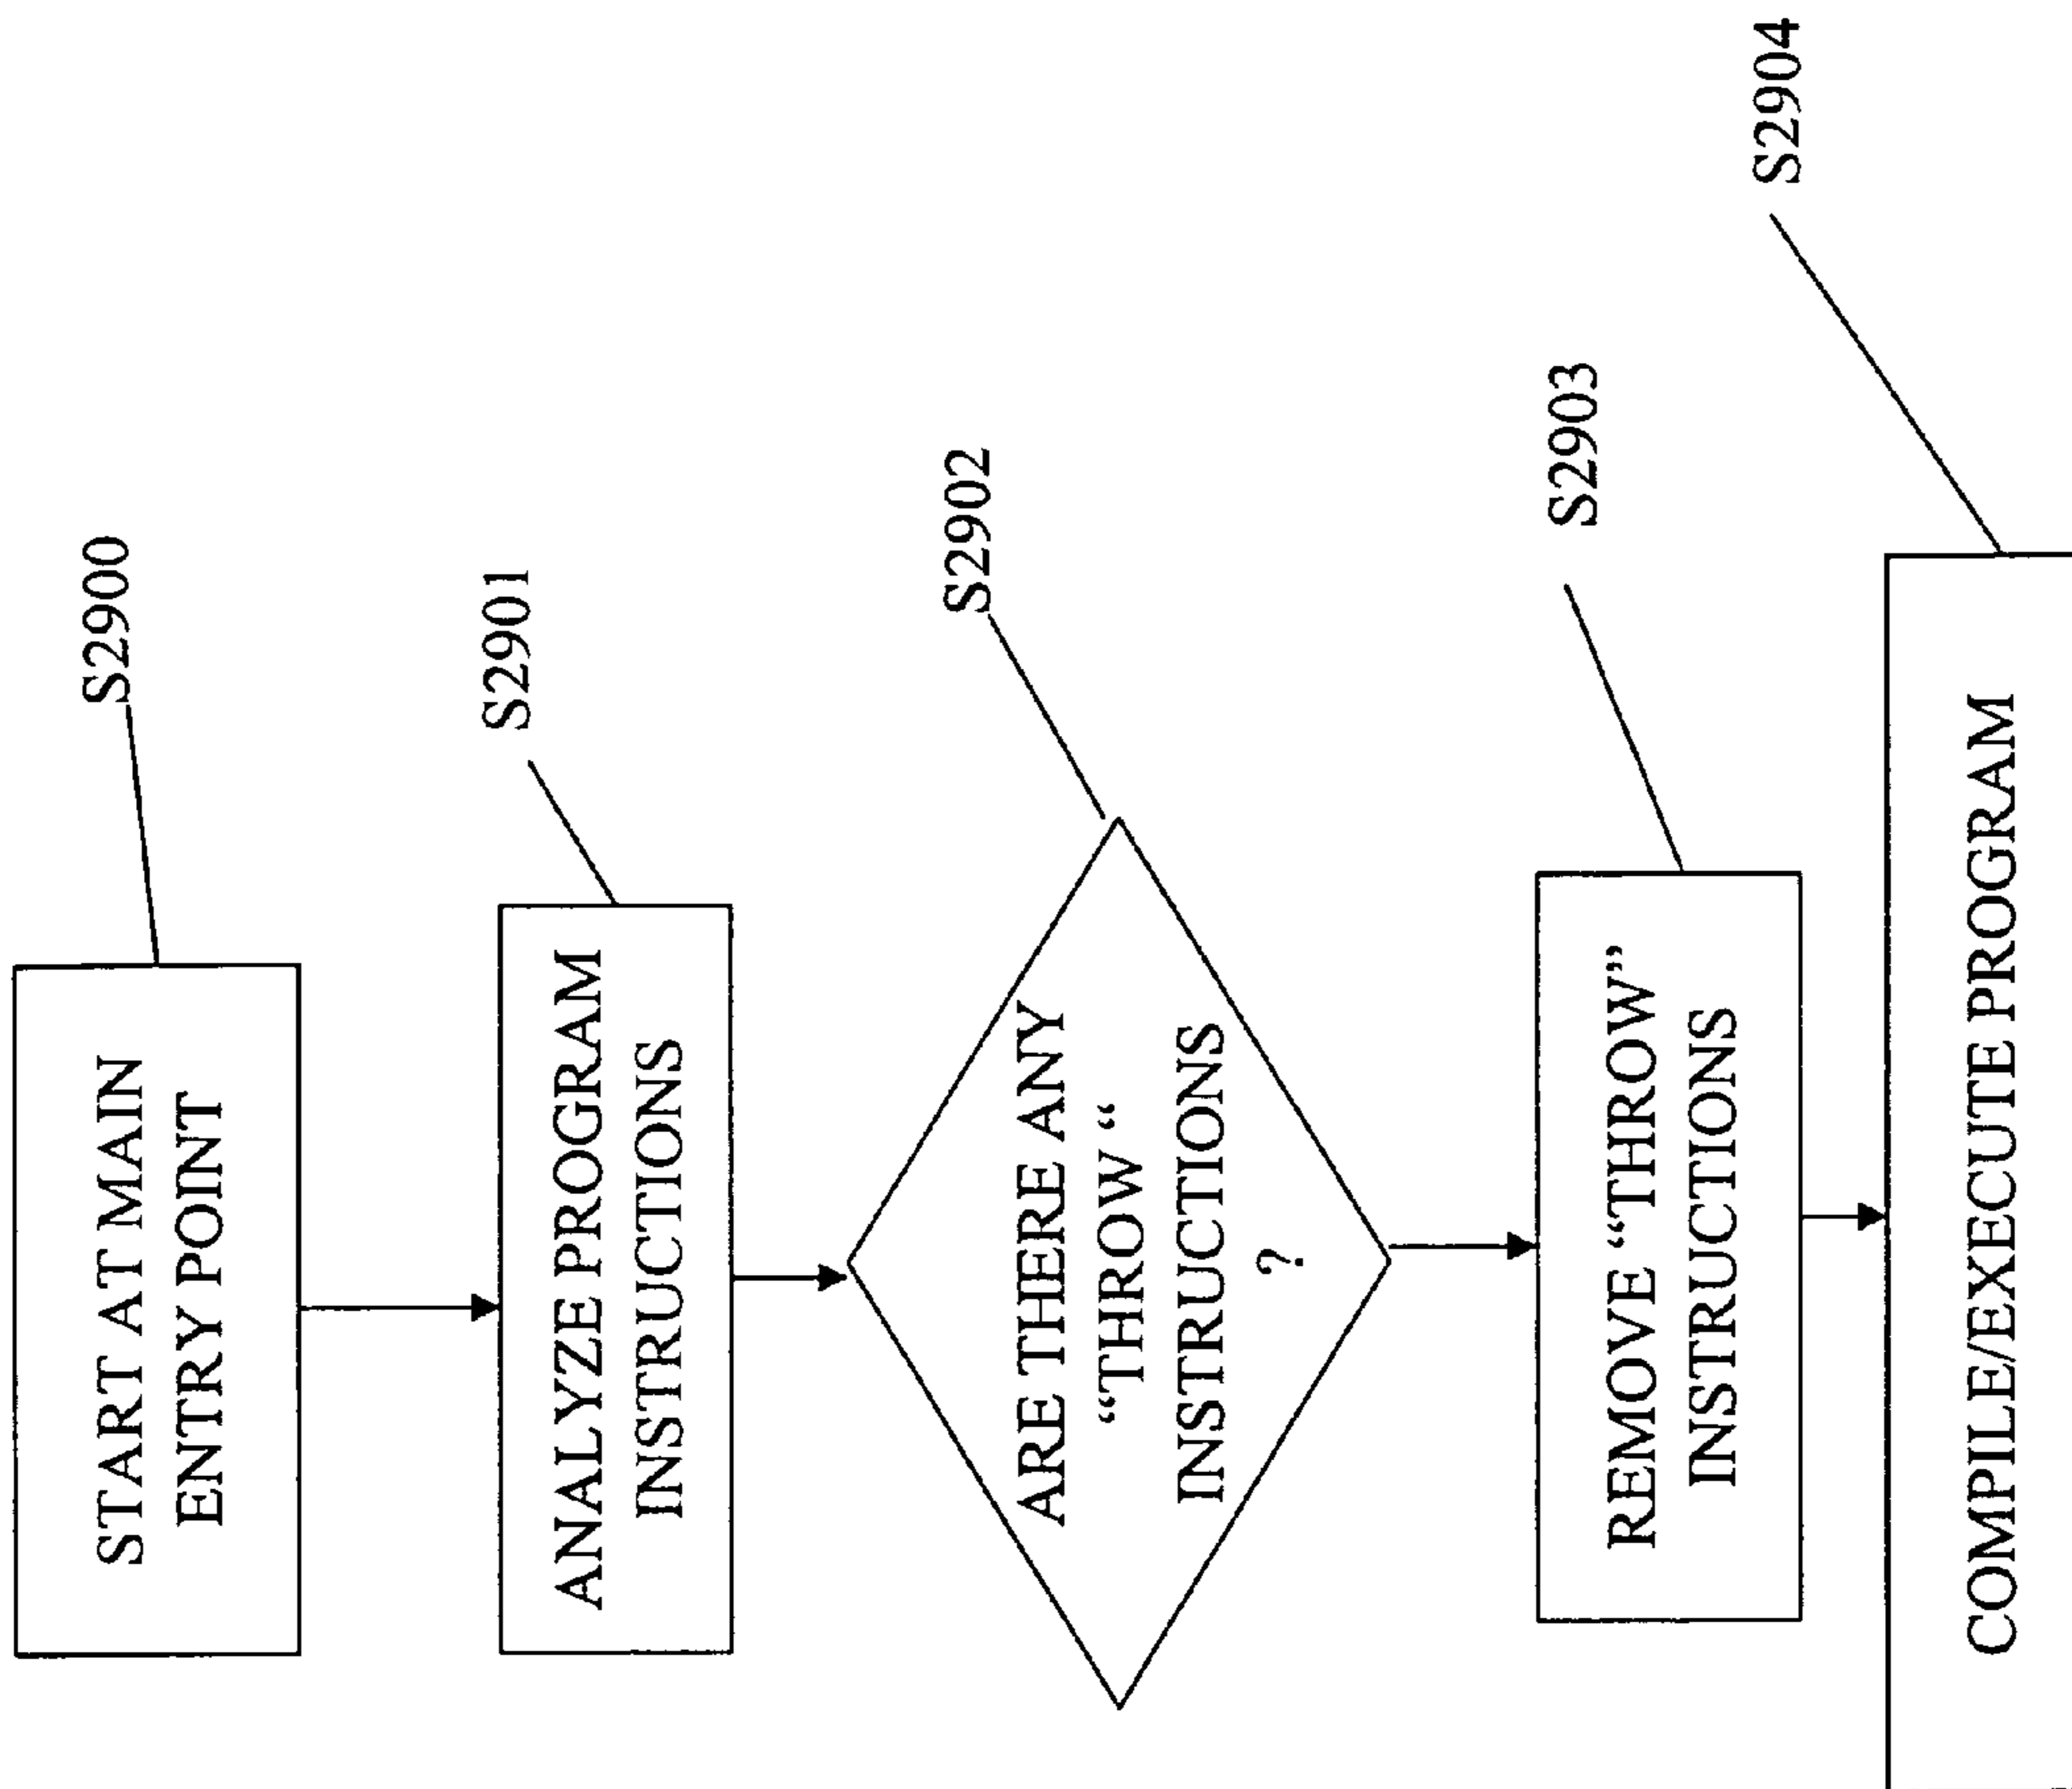 START AT MAIN
ENTRY POINT
S2900
ANALYZE PROGRAM
INSTRUCTIONS
S2901
ARE THERE ANY
“THROW “
INSTRUCTIONS
?
S2902
REMOVE “THROW”
INSTRUCTIONS
S2903
COMPILE/EXECUTE PROGRAM
S2904